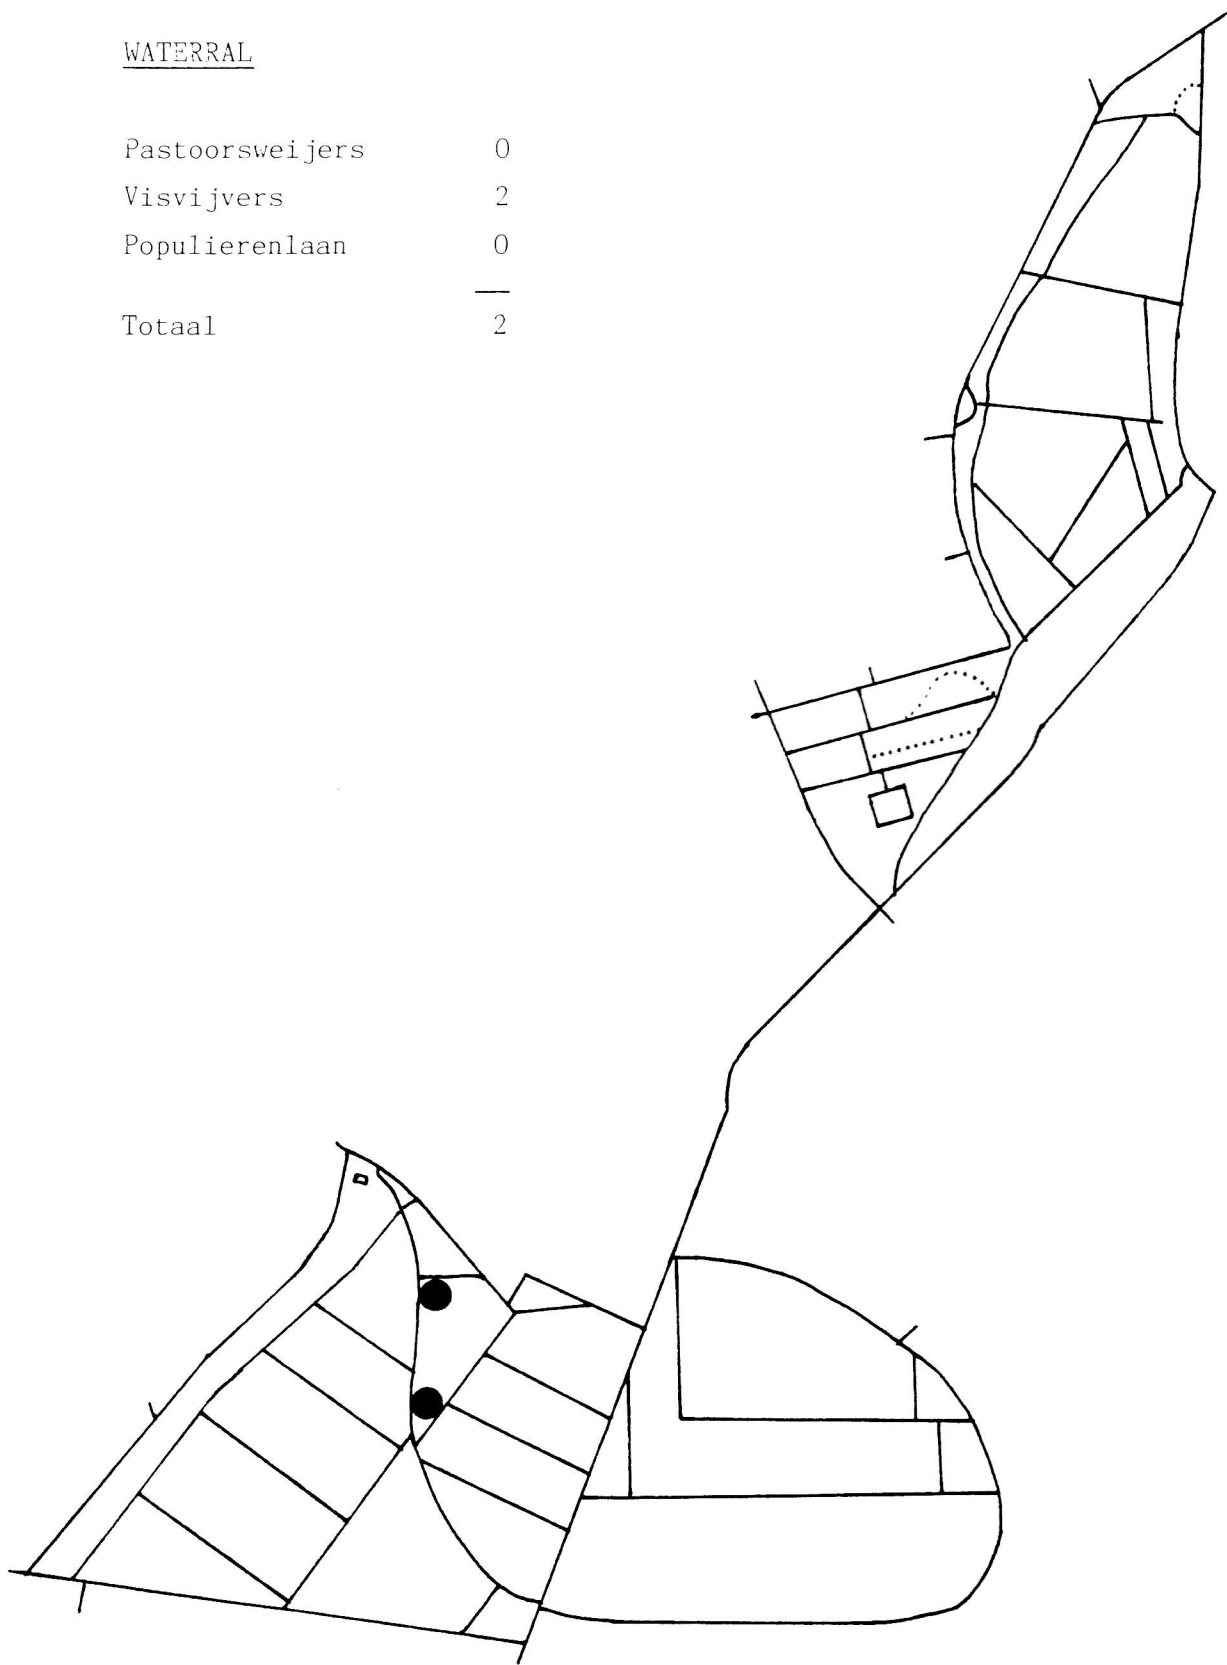 WATERRAL
Pastoorsweijers 0
Visvijvers 2
Populierenlaan 0
Totaal 2